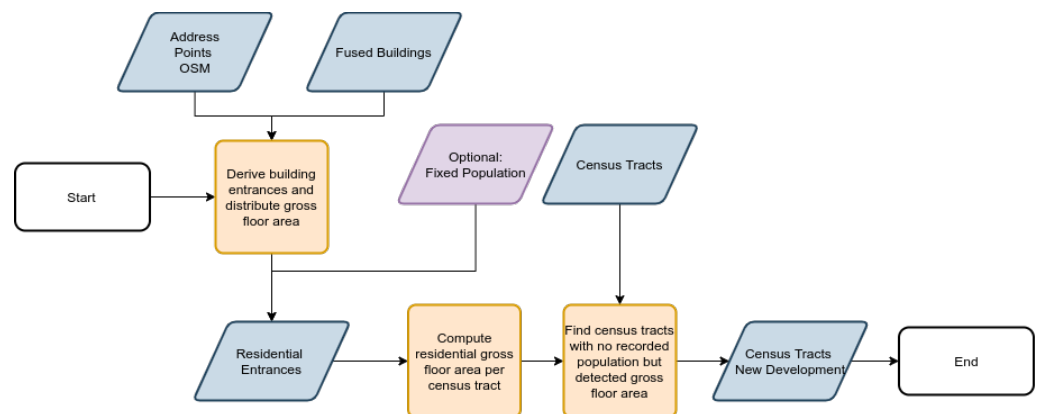 Address
Points
OSM
Fused Buildings
Start
Derive building
entrances and
distribute gross
floor area
Optional:
Fixed Population
Census Tracts
Residential
Entrances
Compute
residential gross
floor area per
census tract
Find census tracts
with no recorded
population but
detected gross
floor area
Census Tracts
New Development
End